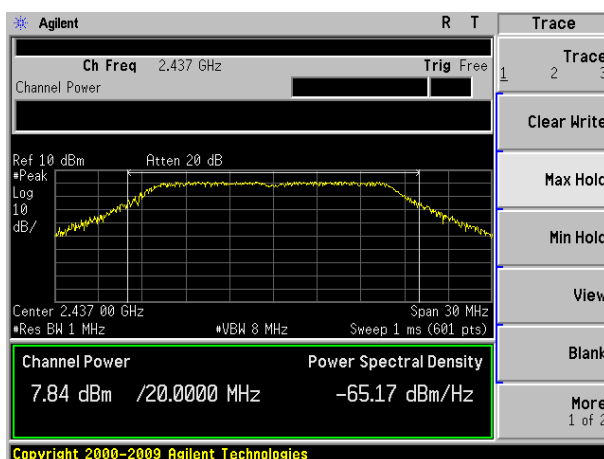 Agilent R T Trace
Ch Freq 2.437 GHz Trig Free
Channel Power
Trace
1 2 3
Clear Write
Max Hold
Min Hold
View
Blank
More
1 of 2
Ref 10 dBm Atten 20 dB
#Peak
Log
10
dB/
Center 2.437 00 GHz Span 30 MHz
#Res BW 1 MHz #VBW 8 MHz Sweep 1 ms (601 pts)
Channel Power Power Spectral Density
7.84 dBm /20.0000 MHz -65.17 dBm/Hz
Copyright 2000-2009 Agilent Technologies